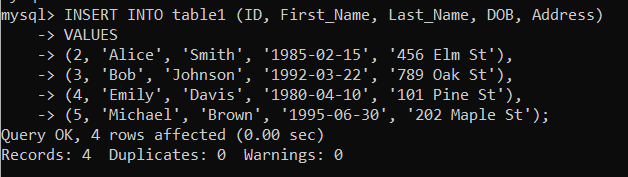 mysql> INSERT INTO table1 (ID, First_Name, Last_Name, DOB, Address)
    -> VALUES
    -> (2, 'Alice', 'Smith', '1985-02-15', '456 Elm St'),
    -> (3, 'Bob', 'Johnson', '1992-03-22', '789 Oak St'),
    -> (4, 'Emily', 'Davis', '1980-04-10', '101 Pine St'),
    -> (5, 'Michael', 'Brown', '1995-06-30', '202 Maple St');
Query OK, 4 rows affected (0.00 sec)
Records: 4  Duplicates: 0  Warnings: 0